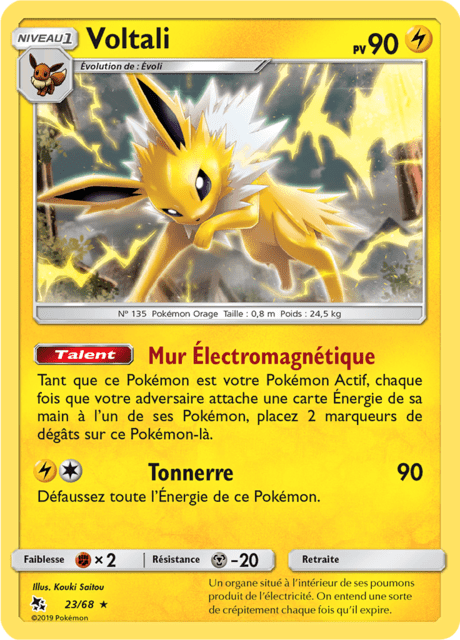 NIVEAU 1
Voltali
PV 90
Évolution de : Évoli
N° 135 Pokémon Orage Taille : 0,8 m Poids : 24,5 kg
Talent Mur Électromagnétique
Tant que ce Pokémon est votre Pokémon Actif, chaque
fois que votre adversaire attache une carte Énergie de sa
main à l'un de ses Pokémon, placez 2 marqueurs de
dégâts sur ce Pokémon-là.
Tonnerre 90
Défaussez toute l'Énergie de ce Pokémon.
Faiblesse × 2 Résistance -20 Retraite
Illus. Kouki Saitou
23/68 ★
©2019 Pokémon
Un organe situé à l'intérieur de ses poumons
produit de l'électricité. On entend une sorte
de crépitement chaque fois qu'il expire.